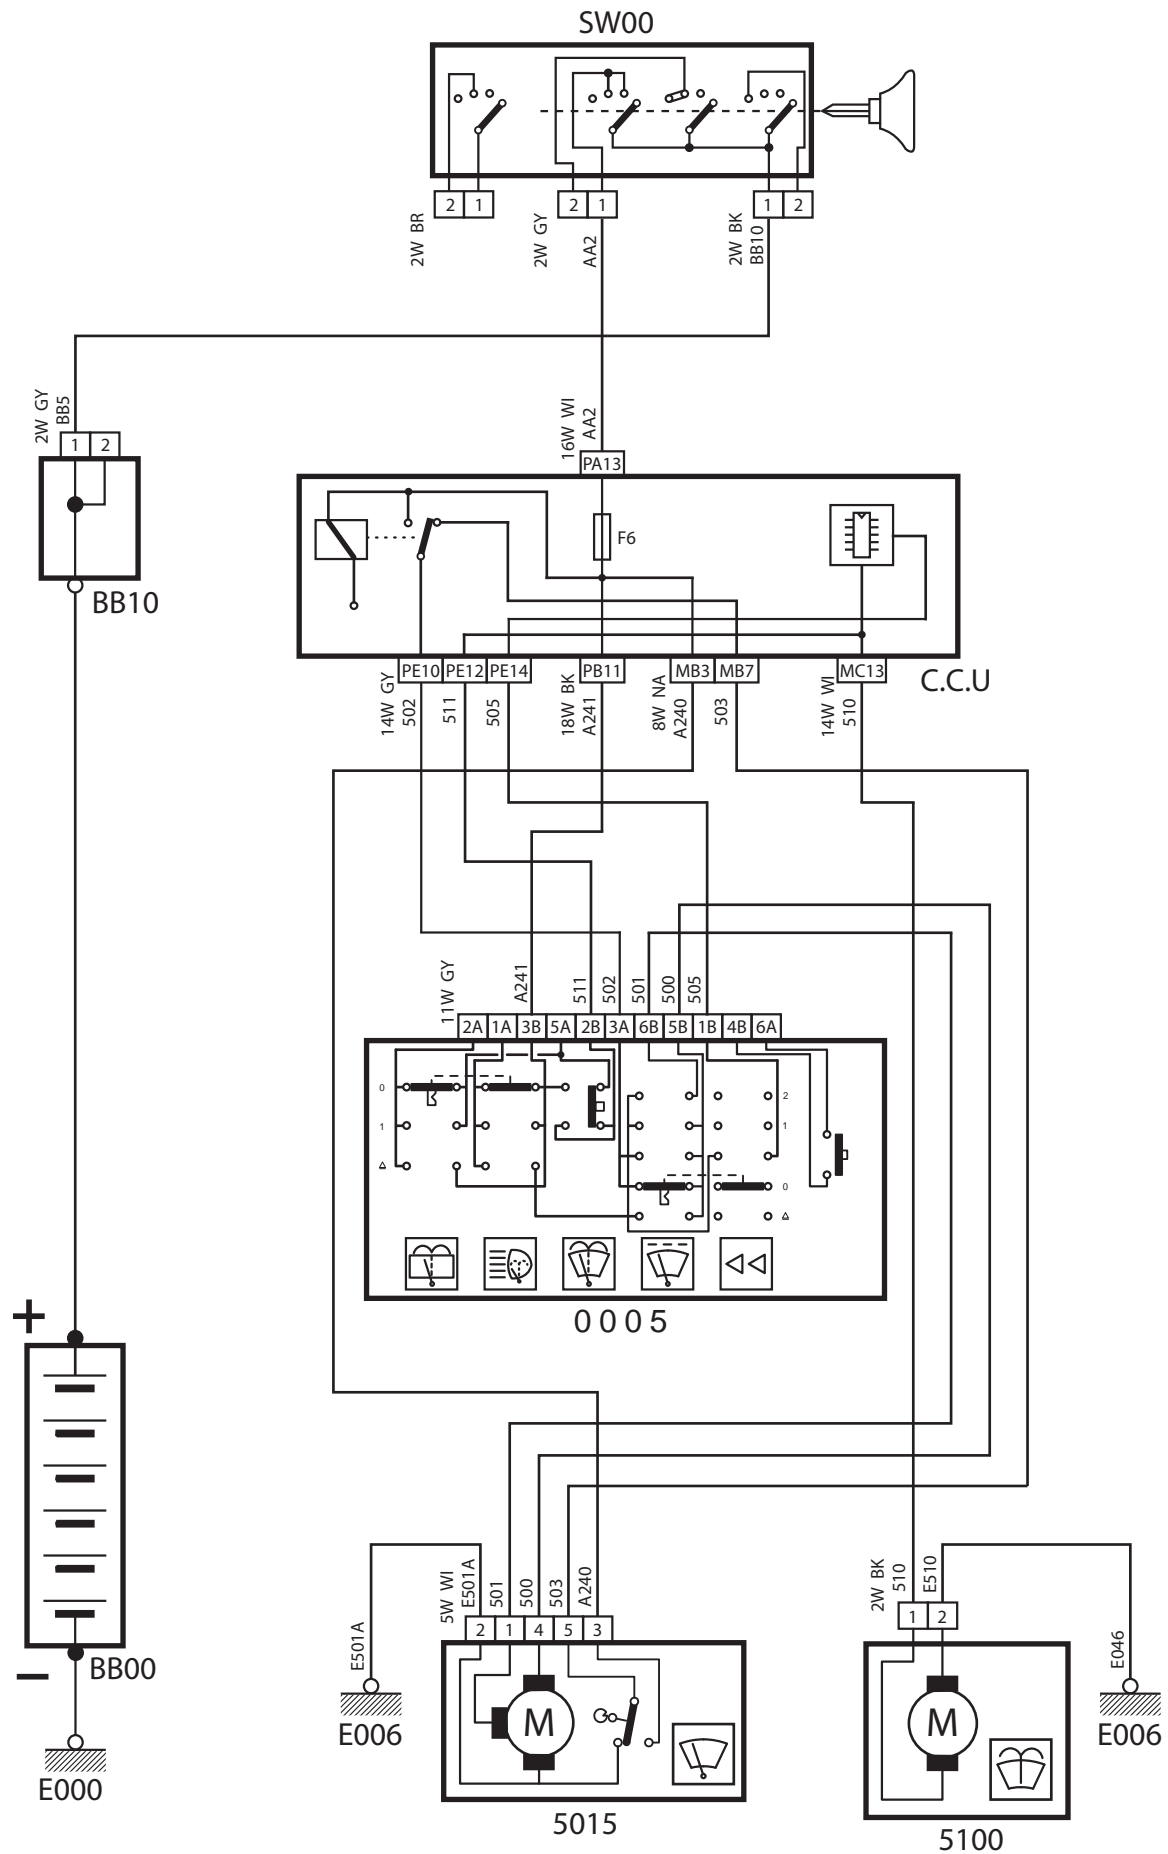 SW00
2 1 2 1 1 2
2W BR
2W GY
AA2
2W BK
BB10
2W GY
BB5
1 2
BB10
16W WI
AA2
PA13
F6
PE10 PE12 PE14 PB11 MB3 MB7 MC13
C.C.U
14W GY
502
511
505
18W BK
A241
8W NA
A240
503
14W WI
510
11W GY
A241
511
502
501
500
505
2A 1A 3B 5A 2B 3A 6B 5B 1B 4B 6A
0
1
2
1
0
0005
+
−
BB00
E000
E501A
E006
5W WI
E501A
501
500
503
A240
2 1 4 5 3
M
5015
2W BK
510
E510
1 2
M
5100
E046
E006